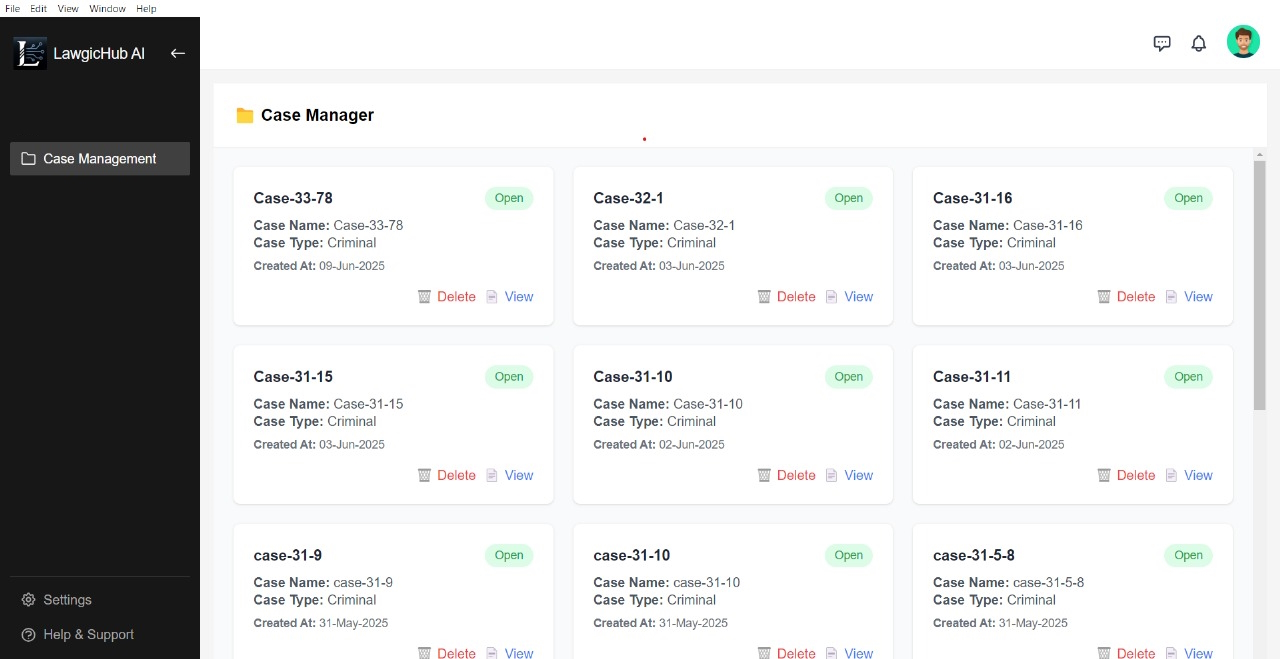 File Edit View Window Help
LawgicHub AI
Case Management
Settings
Help & Support
Case Manager
Case-33-78 Open
Case Name: Case-33-78
Case Type: Criminal
Created At: 09-Jun-2025
Delete View
Case-32-1 Open
Case Name: Case-32-1
Case Type: Criminal
Created At: 03-Jun-2025
Delete View
Case-31-16 Open
Case Name: Case-31-16
Case Type: Criminal
Created At: 03-Jun-2025
Delete View
Case-31-15 Open
Case Name: Case-31-15
Case Type: Criminal
Created At: 03-Jun-2025
Delete View
Case-31-10 Open
Case Name: Case-31-10
Case Type: Criminal
Created At: 02-Jun-2025
Delete View
Case-31-11 Open
Case Name: Case-31-11
Case Type: Criminal
Created At: 02-Jun-2025
Delete View
case-31-9 Open
Case Name: case-31-9
Case Type: Criminal
Created At: 31-May-2025
Delete View
case-31-10 Open
Case Name: case-31-10
Case Type: Criminal
Created At: 31-May-2025
Delete View
case-31-5-8 Open
Case Name: case-31-5-8
Case Type: Criminal
Created At: 31-May-2025
Delete View